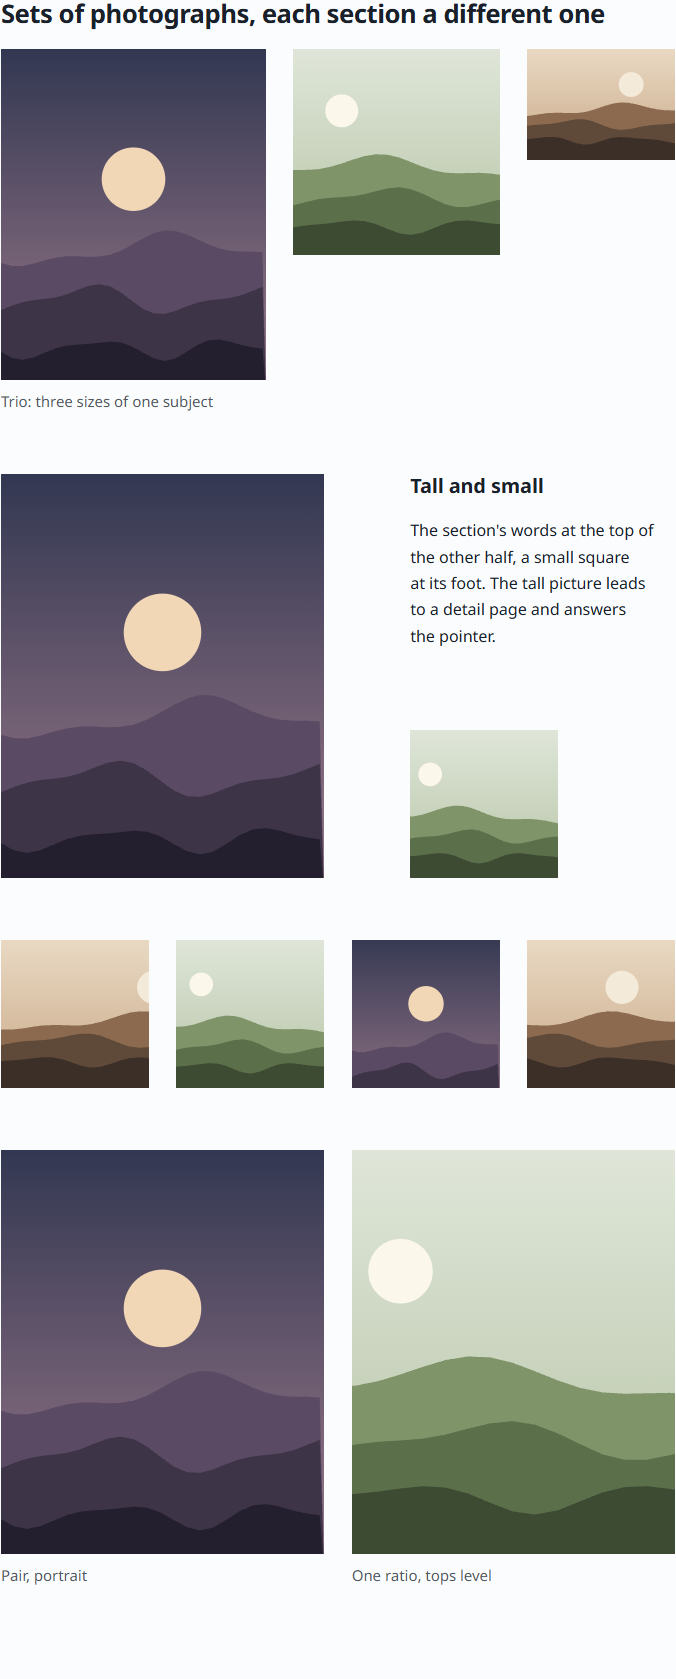 Sets of photographs, each section a different one
Trio: three sizes of one subject
Tall and small
The section's words at the top of
the other half, a small square
at its foot. The tall picture leads
to a detail page and answers
the pointer.
Pair, portrait
One ratio, tops level